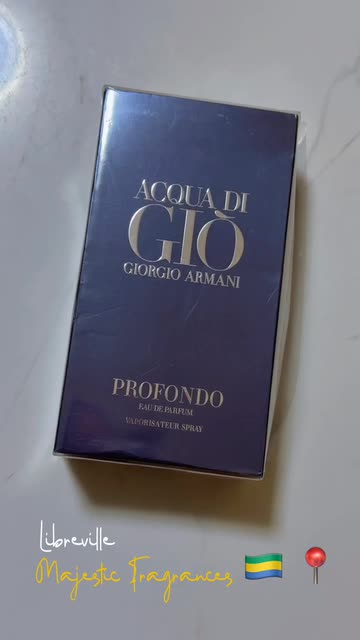 ACQUA DI
GIÒ
GIORGIO ARMANI
PROFONDO
EAU DE PARFUM
VAPORISATEUR SPRAY
Libreville
Majestic Fragrances 🇬🇦 📍